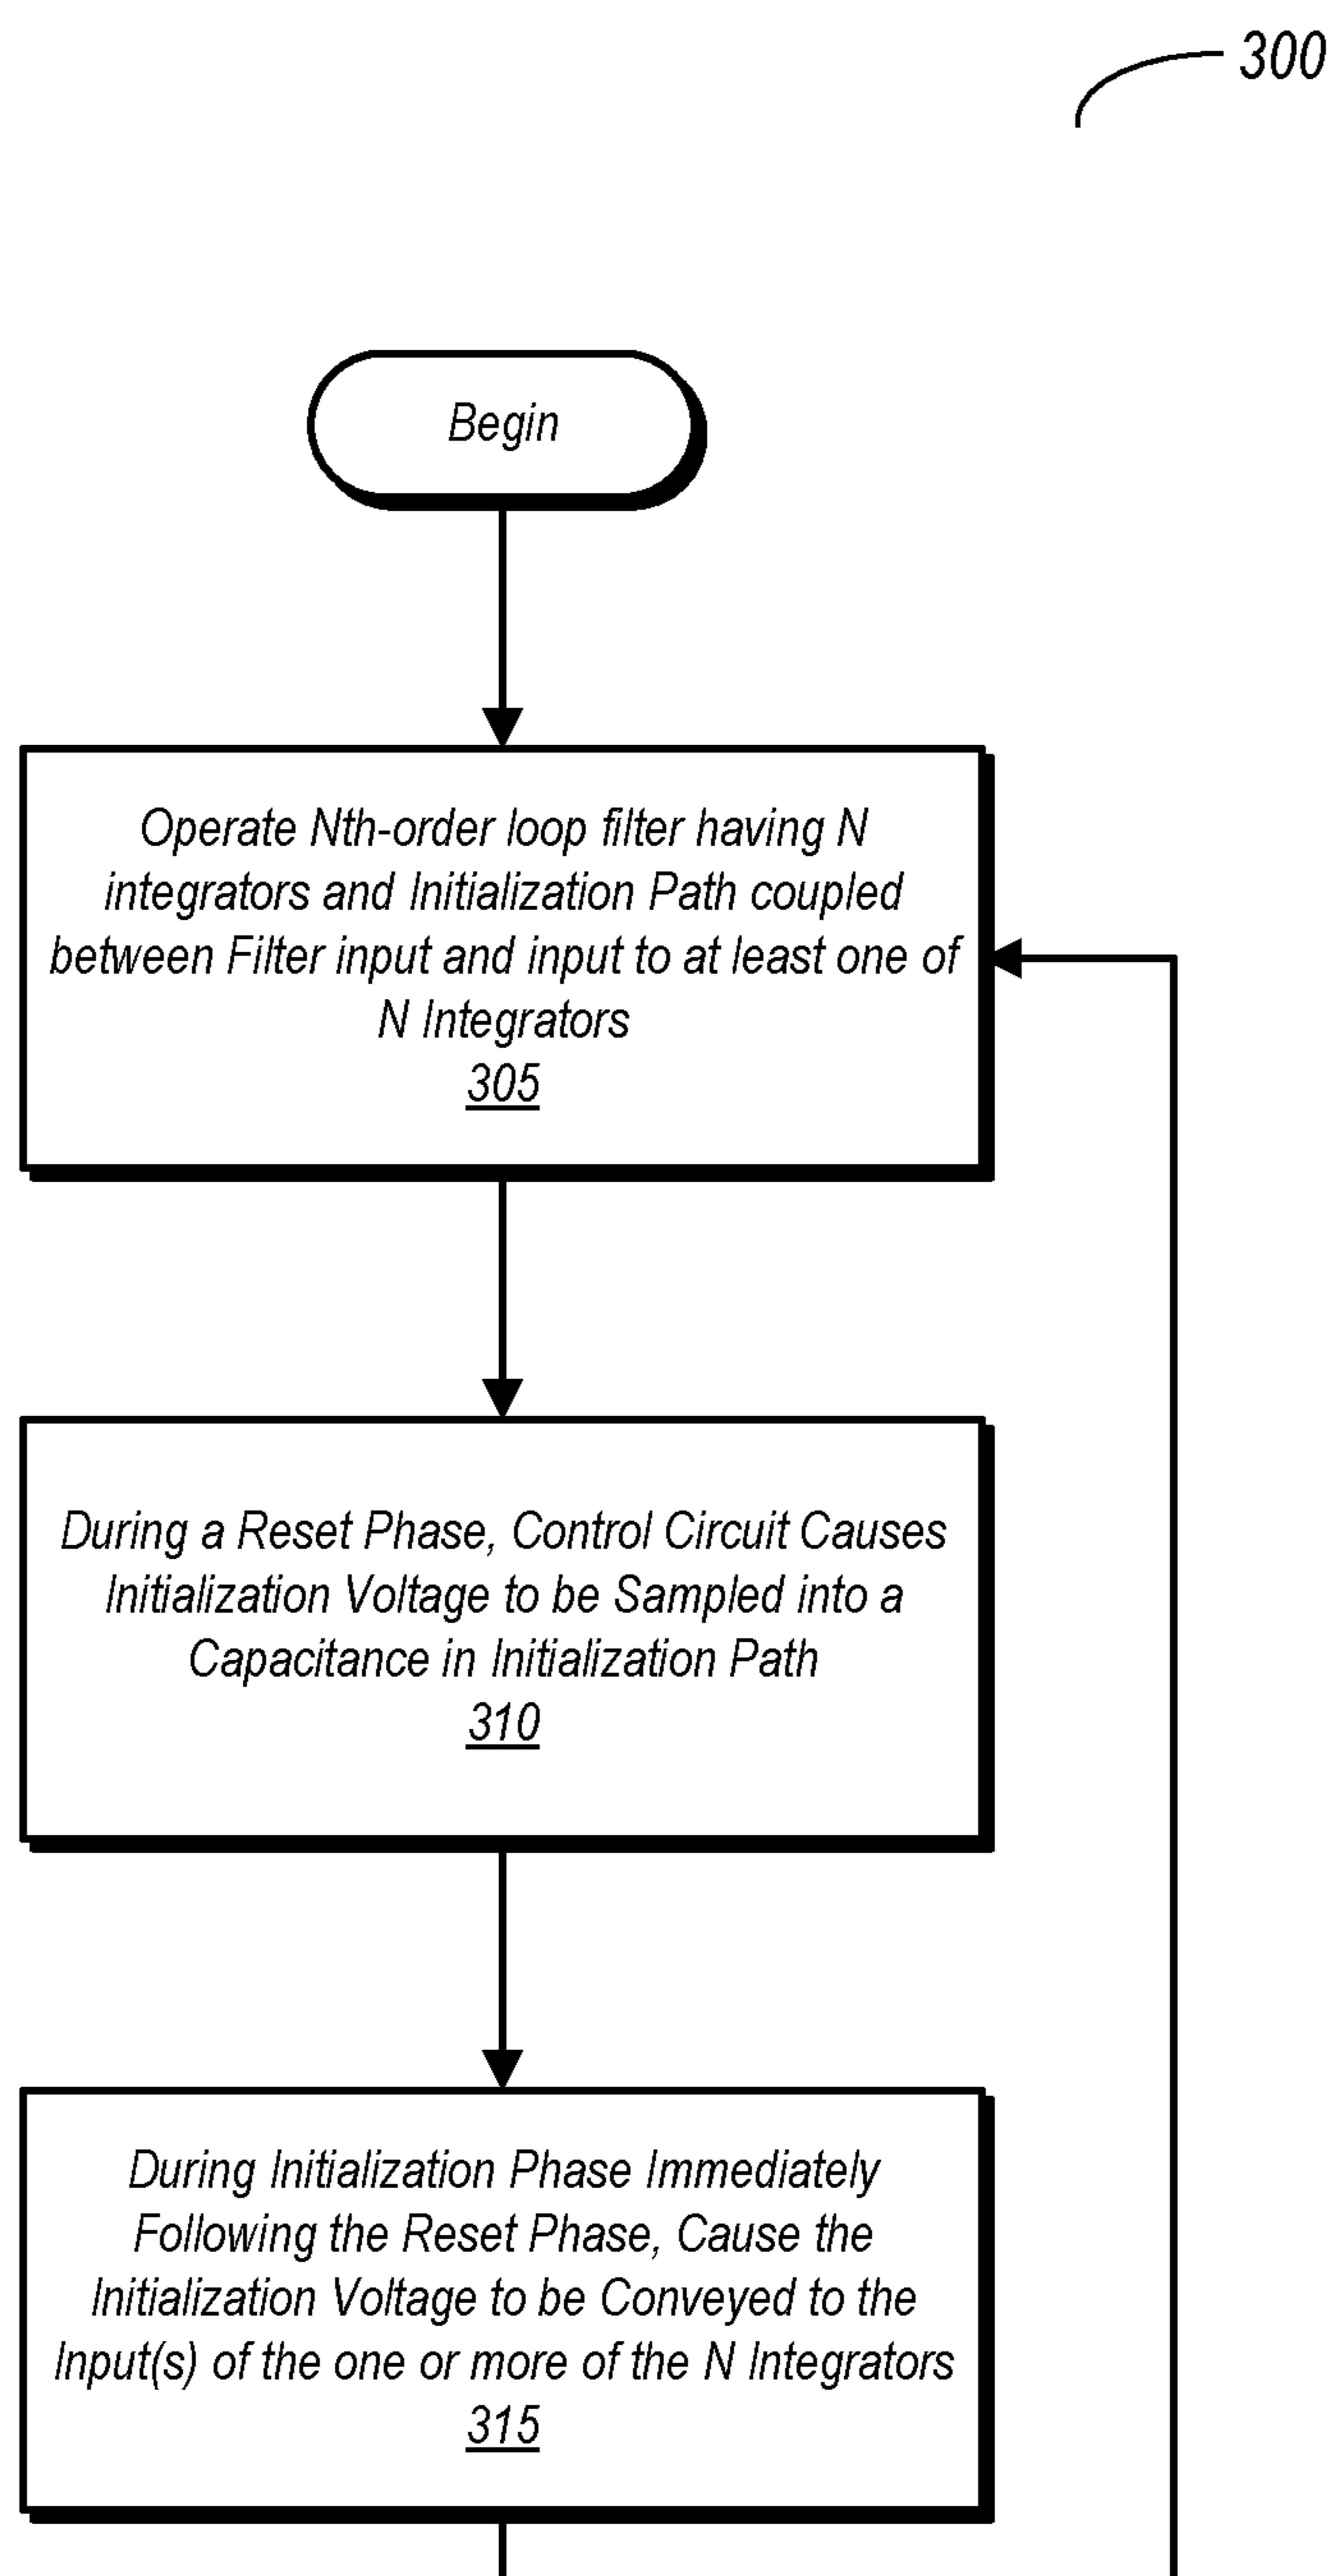 300
Begin
Operate Nth-order loop filter having N
integrators and Initialization Path coupled
between Filter input and input to at least one of
N Integrators
305
During a Reset Phase, Control Circuit Causes
Initialization Voltage to be Sampled into a
Capacitance in Initialization Path
310
During Initialization Phase Immediately
Following the Reset Phase, Cause the
Initialization Voltage to be Conveyed to the
Input(s) of the one or more of the N Integrators
315